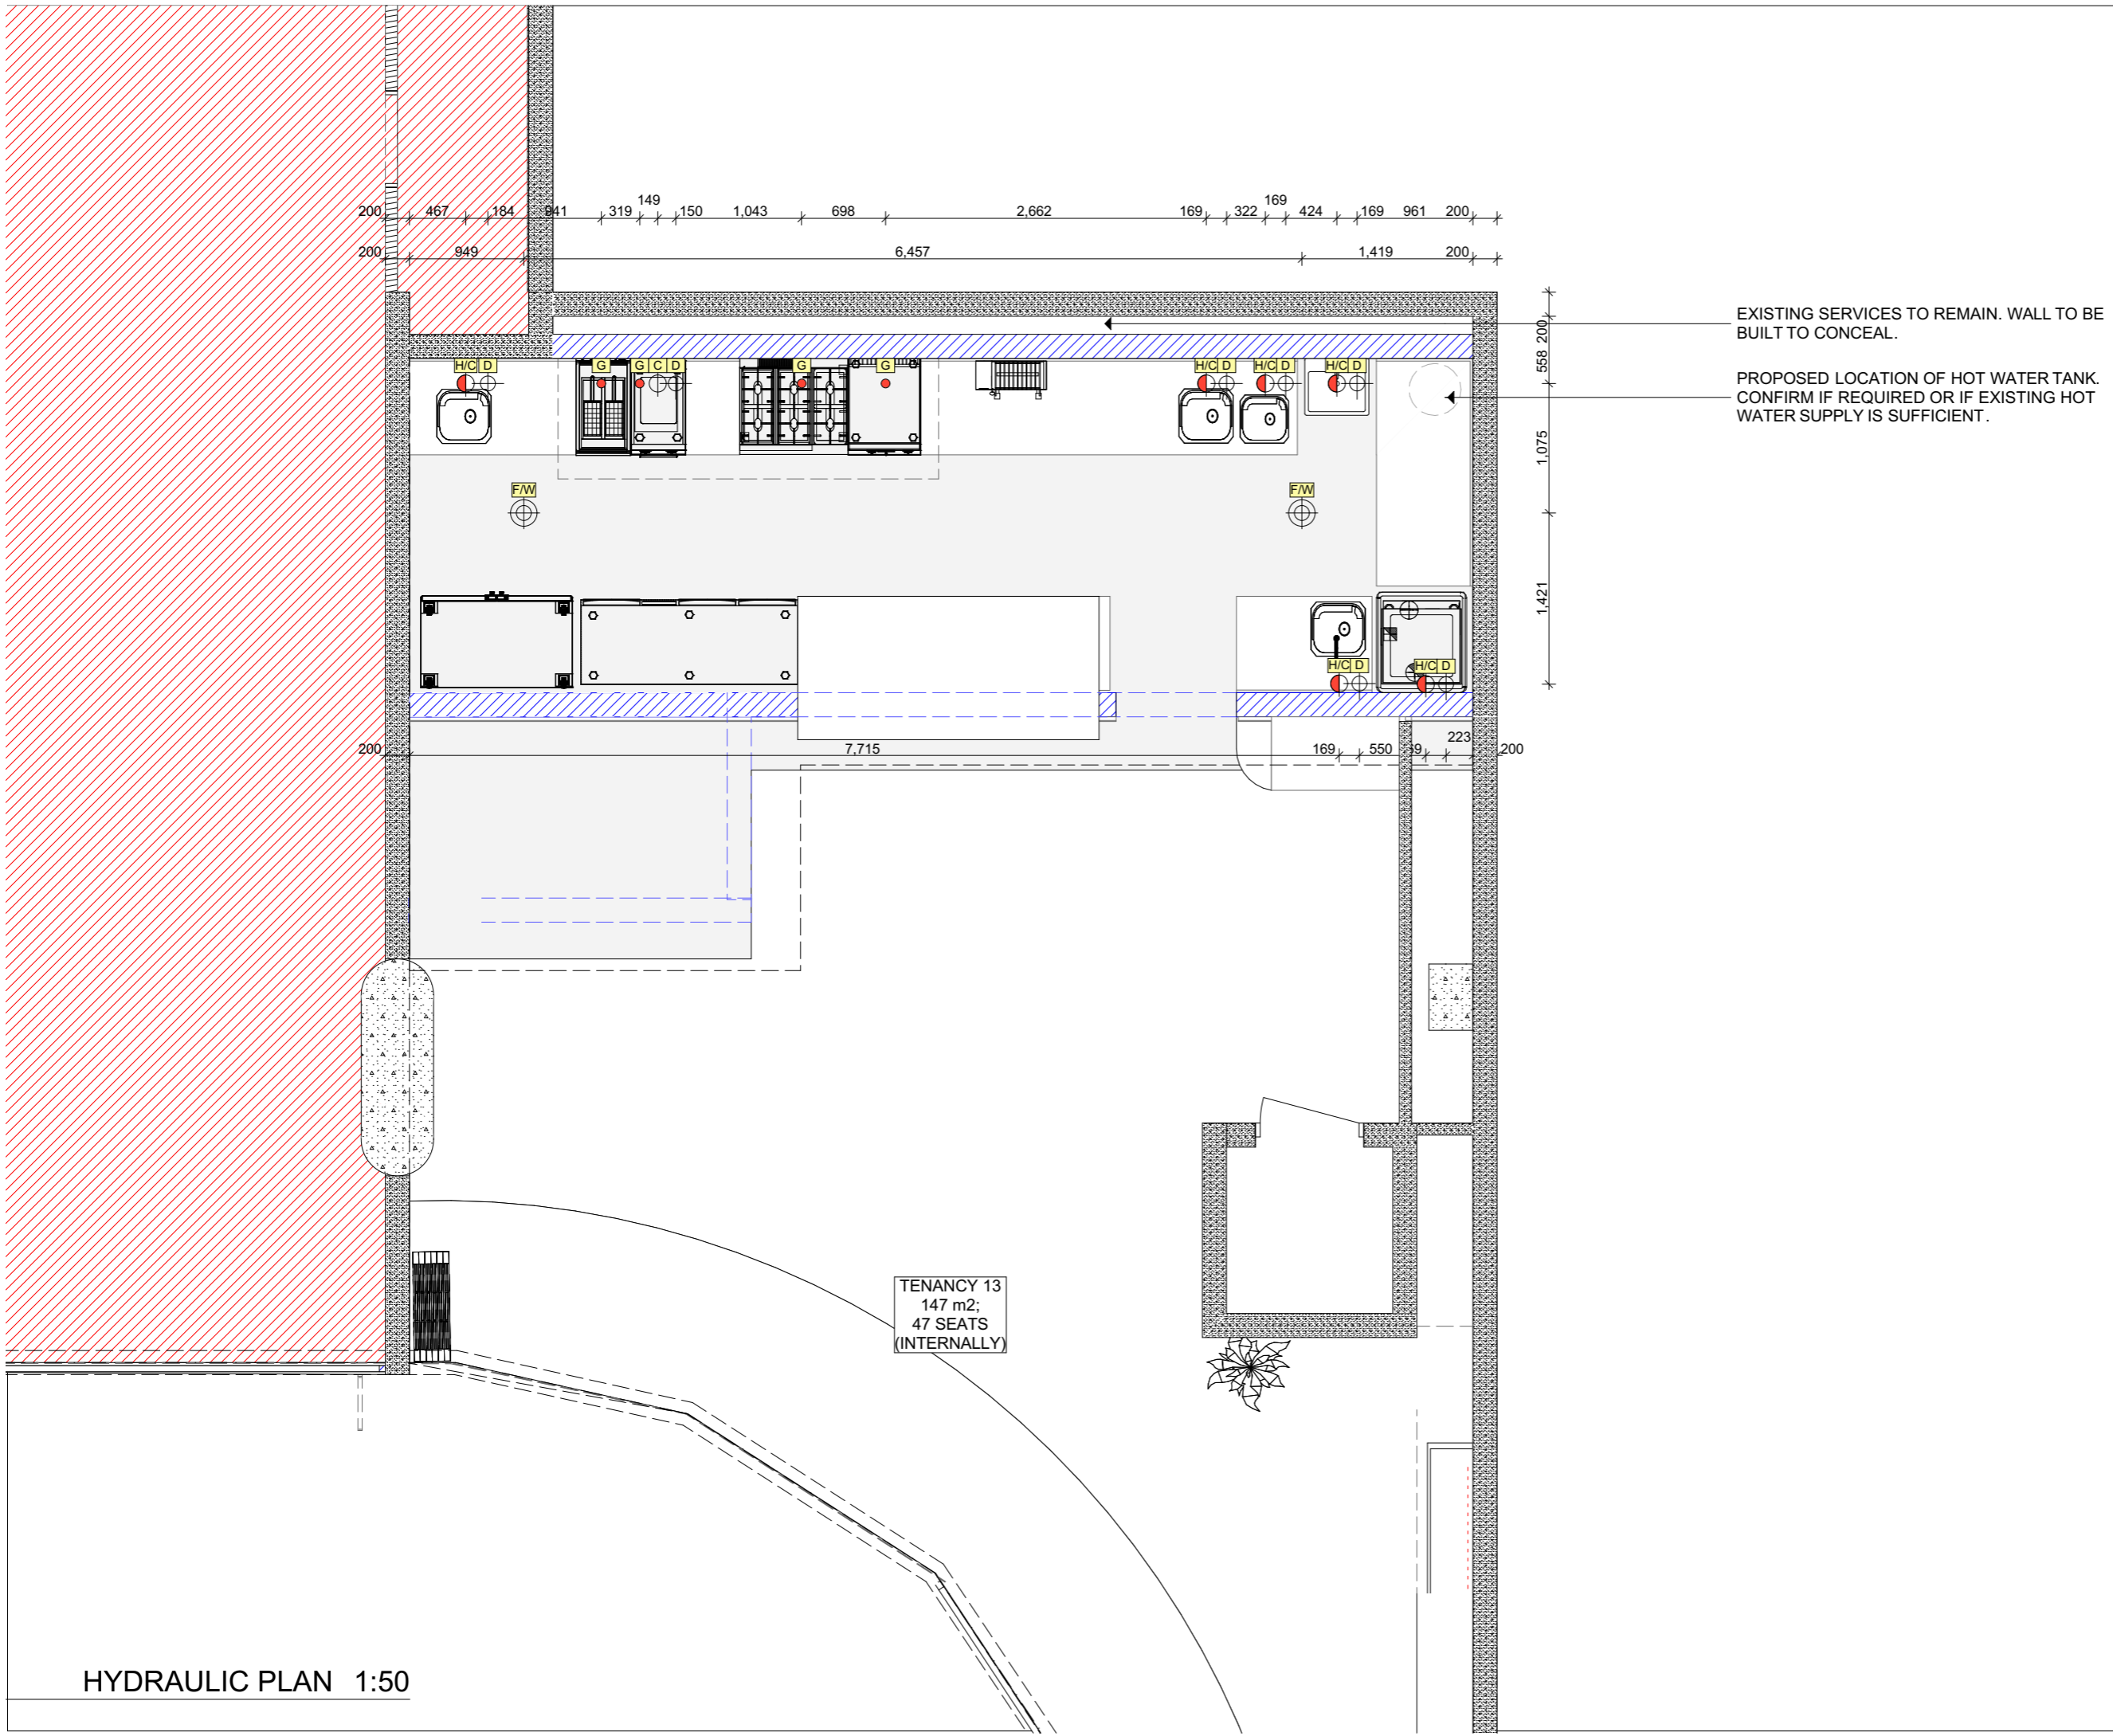 149
169
200 467 184 941 319 150 1,043 698 2,662 169 322 424 169 961 200
200 949 6,457 1,419 200
EXISTING SERVICES TO REMAIN. WALL TO BE
BUILT TO CONCEAL.
PROPOSED LOCATION OF HOT WATER TANK.
CONFIRM IF REQUIRED OR IF EXISTING HOT
WATER SUPPLY IS SUFFICIENT.
200
558
1,075
1,421
H/C D G G C D G G H/C D H/C D H/C D
F/W F/W
H/C D H/C D
223
200 7,715 169 550 200
TENANCY 13
147 m2;
47 SEATS
(INTERNALLY)
HYDRAULIC PLAN 1:50